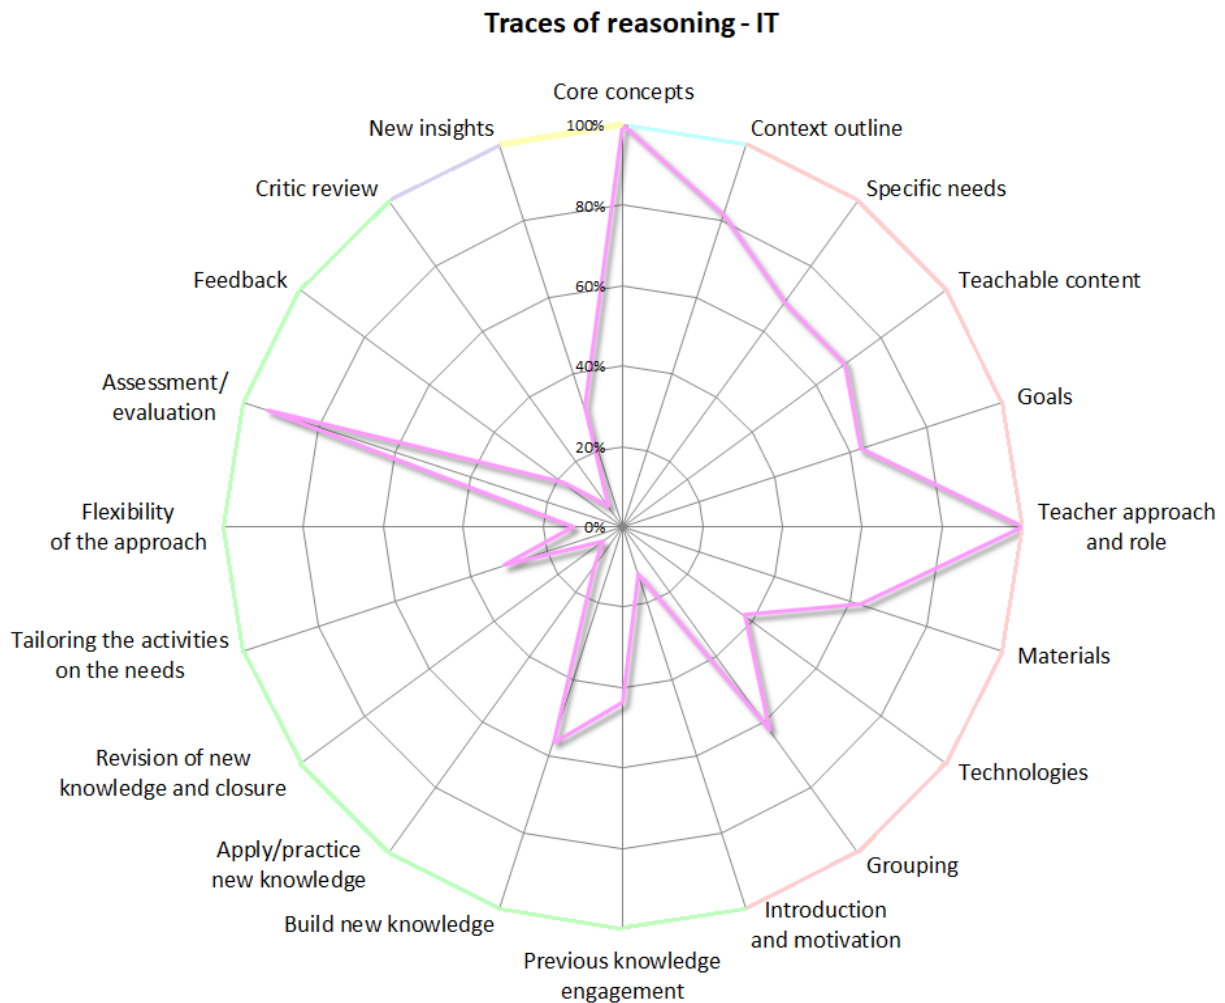 Traces of reasoning - IT
Core concepts
Context outline
Specific needs
Teachable content
Goals
Teacher approach
and role
Materials
Technologies
Grouping
Introduction
and motivation
Previous knowledge
engagement
Build new knowledge
Apply/practice
new knowledge
Revision of new
knowledge and closure
Tailoring the activities
on the needs
Flexibility
of the approach
Assessment/
evaluation
Feedback
Critic review
New insights
100%
80%
60%
40%
20%
0%